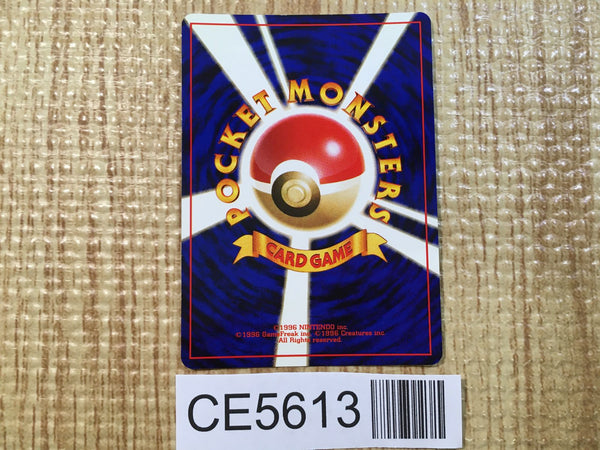 POCKET MONSTERS
CARD GAME
©1996 NINTENDO inc.
©1996 GameFreak inc. ©1996 Creatures inc.
All Rights reserved.
CE5613